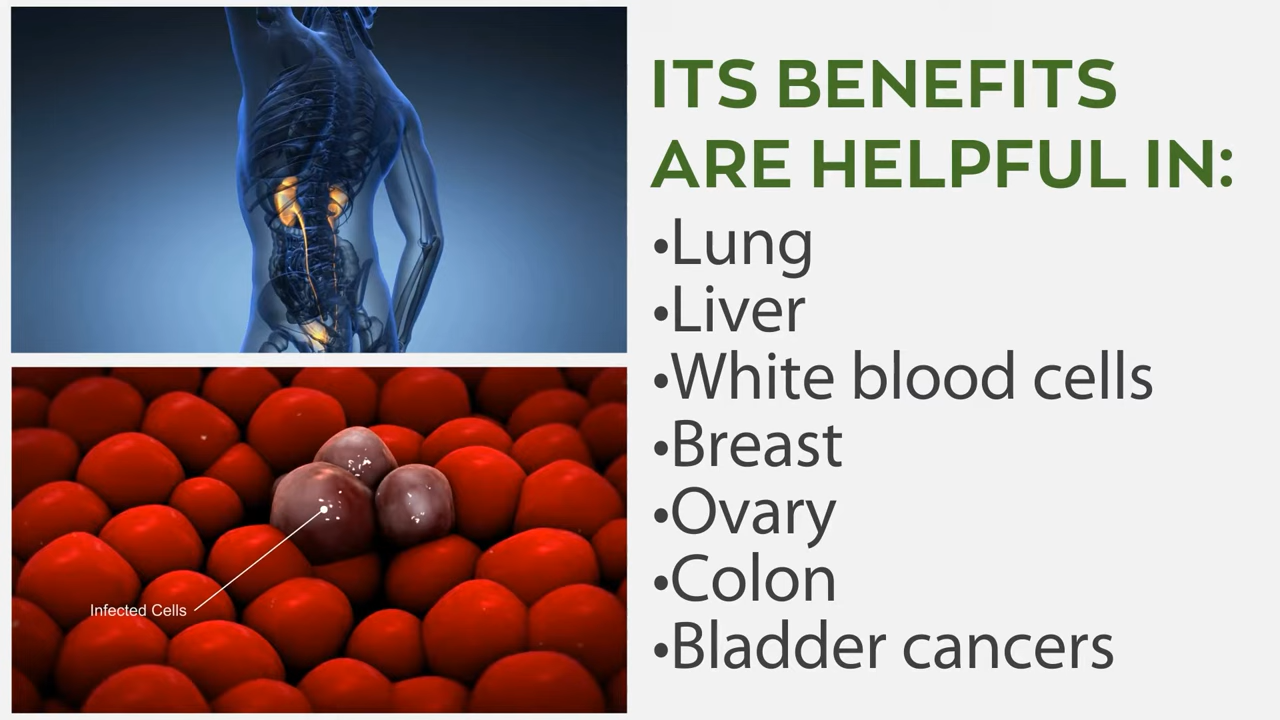 ITS BENEFITS
ARE HELPFUL IN:
•Lung
•Liver
•White blood cells
•Breast
•Ovary
•Colon
•Bladder cancers
Infected Cells